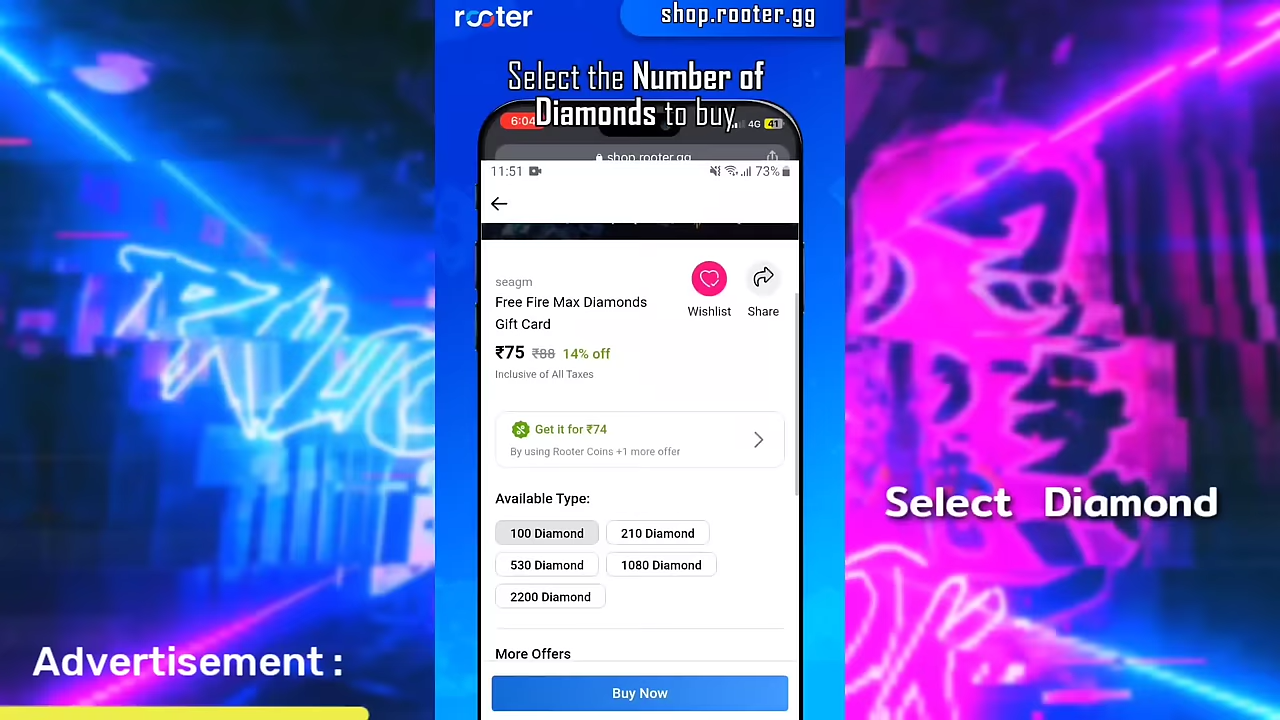 rooter
shop.rooter.gg
Select the Number of
Diamonds to buy
6:04
4G 41
shop.rooter.gg
11:51
73%
seagm
Free Fire Max Diamonds
Gift Card
Wishlist
Share
₹75 ₹88 14% off
Inclusive of All Taxes
Get it for ₹74
By using Rooter Coins +1 more offer
Available Type:
100 Diamond
210 Diamond
530 Diamond
1080 Diamond
2200 Diamond
More Offers
Buy Now
Select Diamond
Advertisement :